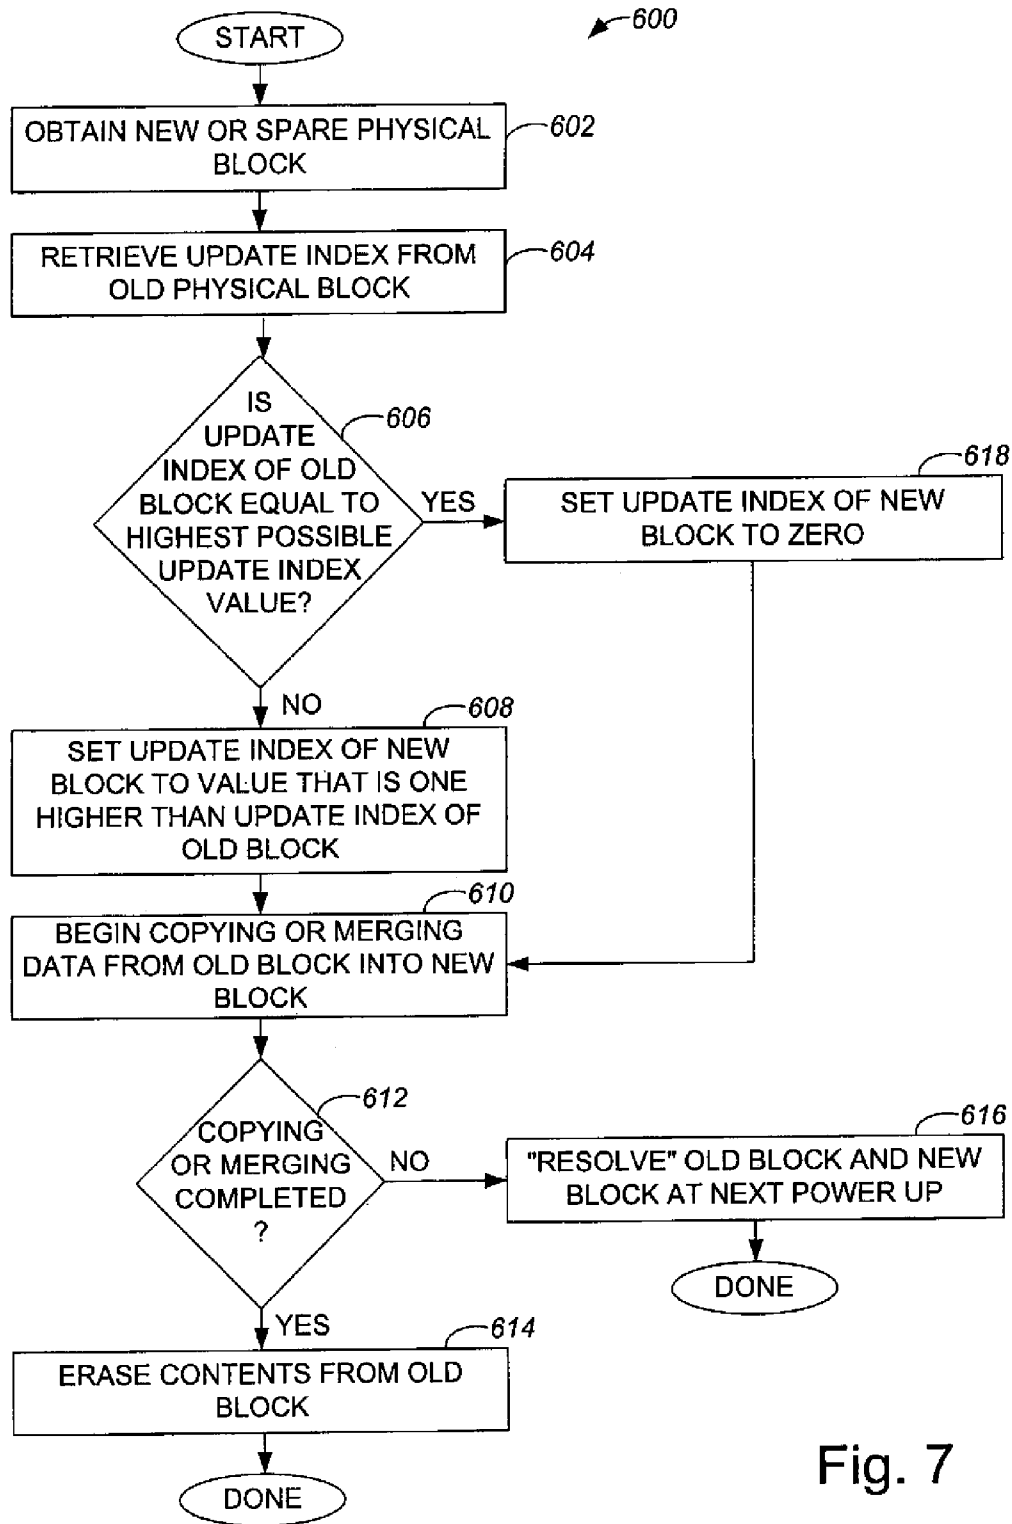 START
600
OBTAIN NEW OR SPARE PHYSICAL
BLOCK
602
RETRIEVE UPDATE INDEX FROM
OLD PHYSICAL BLOCK
604
IS
UPDATE
INDEX OF OLD
BLOCK EQUAL TO
HIGHEST POSSIBLE
UPDATE INDEX
VALUE?
606
YES
618
SET UPDATE INDEX OF NEW
BLOCK TO ZERO
NO
608
SET UPDATE INDEX OF NEW
BLOCK TO VALUE THAT IS ONE
HIGHER THAN UPDATE INDEX OF
OLD BLOCK
610
BEGIN COPYING OR MERGING
DATA FROM OLD BLOCK INTO NEW
BLOCK
612
COPYING
OR MERGING
COMPLETED
?
NO
616
"RESOLVE" OLD BLOCK AND NEW
BLOCK AT NEXT POWER UP
DONE
YES
614
ERASE CONTENTS FROM OLD
BLOCK
DONE
Fig. 7